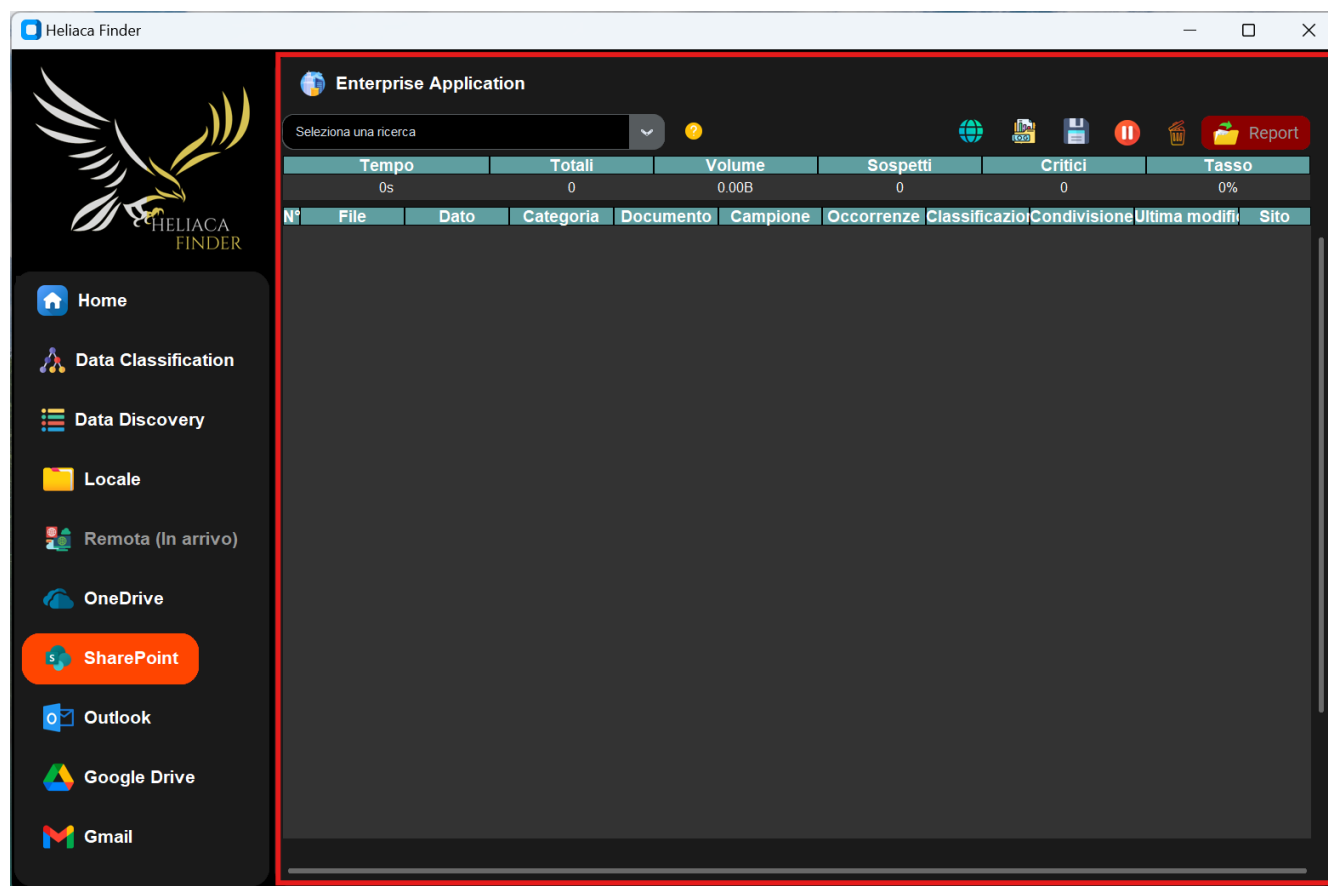 Heliaca Finder
HELIACA
FINDER
Home
Data Classification
Data Discovery
Locale
Remota (In arrivo)
OneDrive
SharePoint
Outlook
Google Drive
Gmail
Enterprise Application
Seleziona una ricerca
Report
Tempo Totali Volume Sospetti Critici Tasso
0s 0 0.00B 0 0 0%
N° File Dato Categoria Documento Campione Occorrenze Classificazion Condivisione Ultima modifi Sito